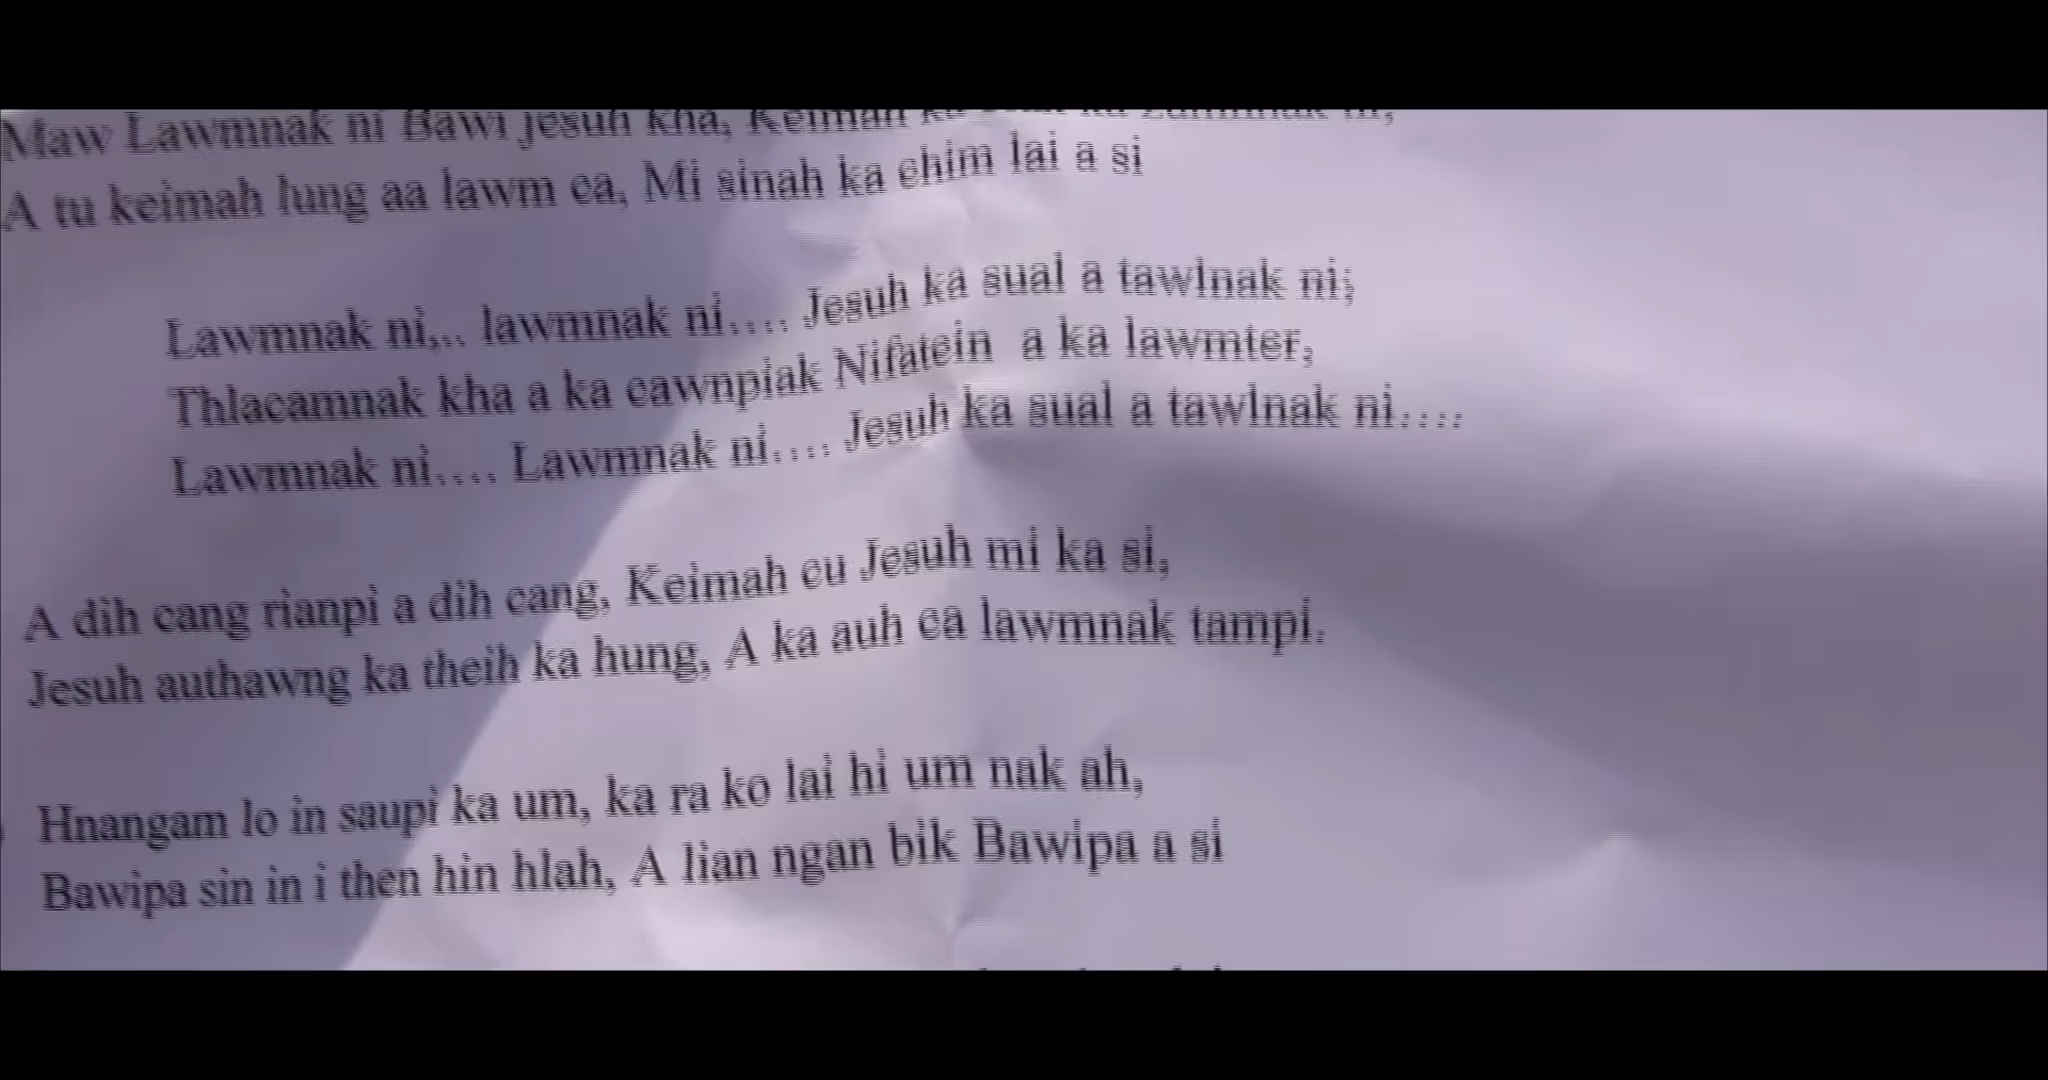 Maw Lawmnak ni Bawi jesuh kha, Keimah
A tu keimah lung aa lawm ca, Mi sinah ka chim lai a si
Lawmnak ni,.. lawmnak ni…. Jesuh ka sual a tawlnak ni;
Thlacamnak kha a ka cawnpiak Nifatein a ka lawmter,
Lawmnak ni…. Lawmnak ni…. Jesuh ka sual a tawlnak ni….
A dih cang rianpi a dih cang, Keimah cu Jesuh mi ka si,
Jesuh authawng ka theih ka hung, A ka auh ca lawmnak tampi.
Hnangam lo in saupi ka um, ka ra ko lai hi um nak ah,
Bawipa sin in i then hin hlah, A lian ngan bik Bawipa a si